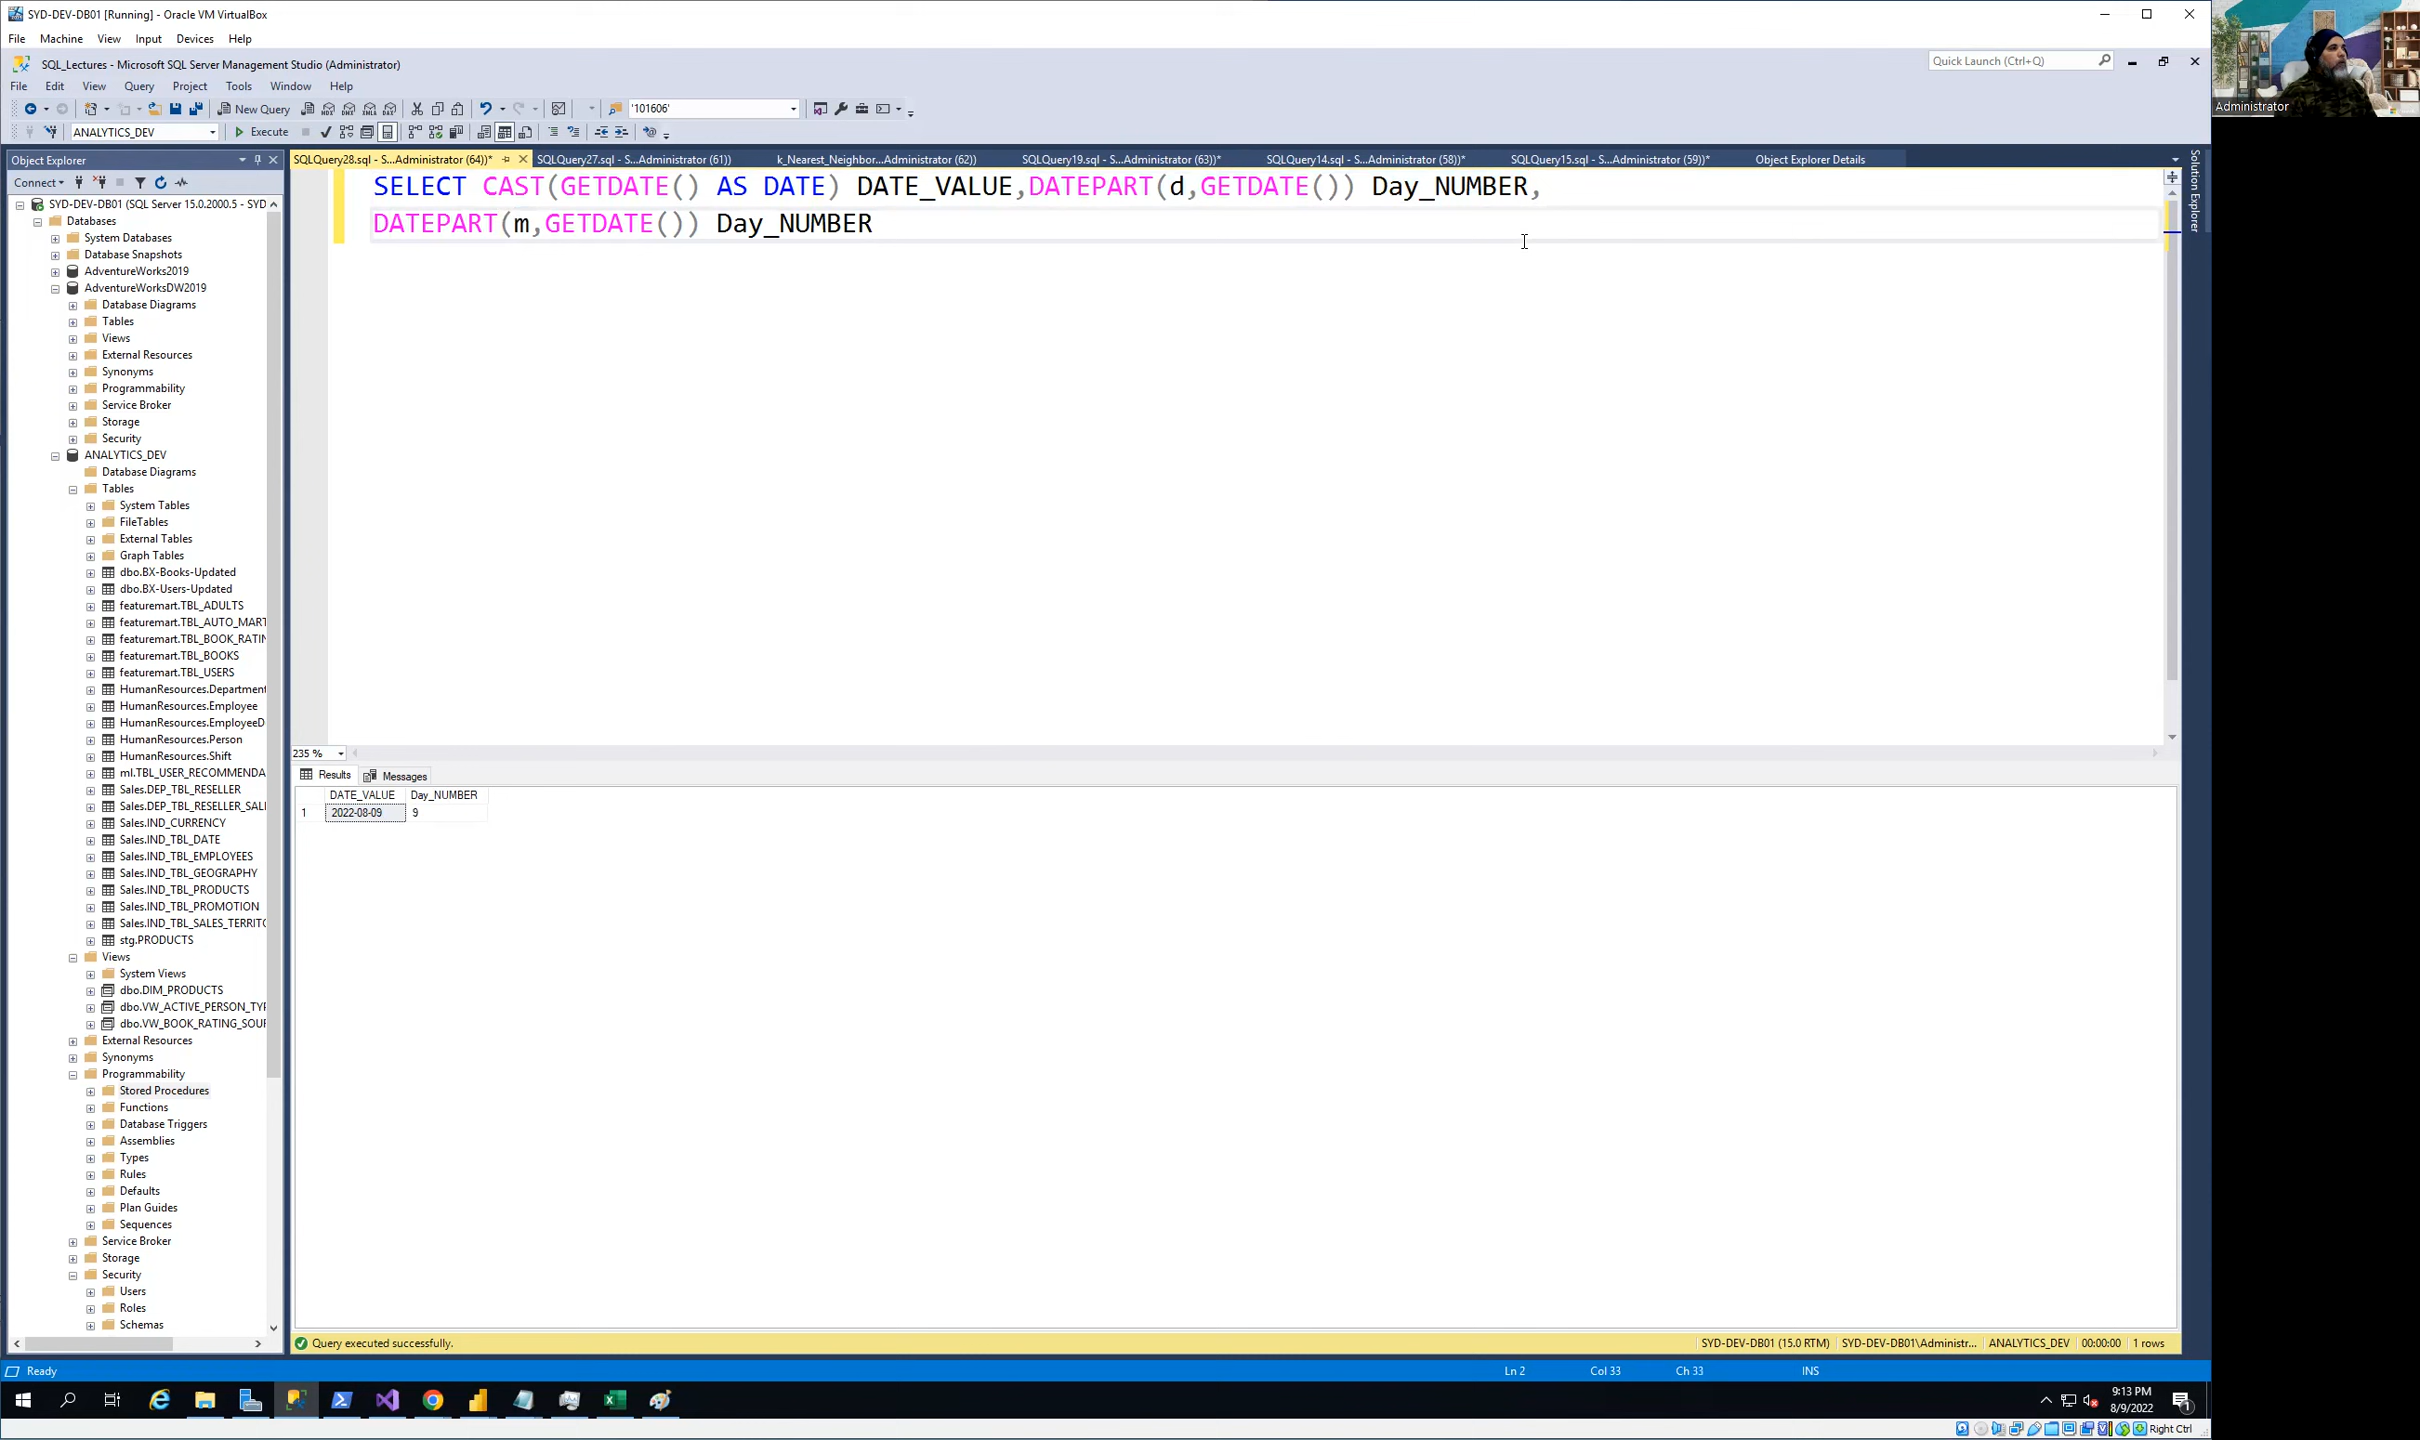 SYD-DEV-DB01 [Running] - Oracle VM VirtualBox
File Machine View Input Devices Help
SQL_Lectures - Microsoft SQL Server Management Studio (Administrator)
Quick Launch (Ctrl+Q)
Administrator
File Edit View Query Project Tools Window Help
New Query
'101606'
ANALYTICS_DEV
Execute
Object Explorer
SQLQuery28.sql - S...Administrator (64))*
SQLQuery27.sql - S...Administrator (61))
k_Nearest_Neighbor...Administrator (62))
SQLQuery19.sql - S...Administrator (63))*
SQLQuery14.sql - S...Administrator (58))*
SQLQuery15.sql - S...Administrator (59))*
Object Explorer Details
Solution Explorer
Connect
SELECT CAST(GETDATE() AS DATE) DATE_VALUE,DATEPART(d,GETDATE()) Day_NUMBER,
DATEPART(m,GETDATE()) Day_NUMBER
SYD-DEV-DB01 (SQL Server 15.0.2000.5 - SYD
Databases
System Databases
Database Snapshots
AdventureWorks2019
AdventureWorksDW2019
Database Diagrams
Tables
Views
External Resources
Synonyms
Programmability
Service Broker
Storage
Security
ANALYTICS_DEV
Database Diagrams
Tables
System Tables
FileTables
External Tables
Graph Tables
dbo.BX-Books-Updated
dbo.BX-Users-Updated
featuremart.TBL_ADULTS
featuremart.TBL_AUTO_MART
featuremart.TBL_BOOK_RATIN
featuremart.TBL_BOOKS
featuremart.TBL_USERS
HumanResources.Department
HumanResources.Employee
HumanResources.EmployeeD
HumanResources.Person
HumanResources.Shift
ml.TBL_USER_RECOMMENDA
Sales.DEP_TBL_RESELLER
Sales.DEP_TBL_RESELLER_SALI
Sales.IND_CURRENCY
Sales.IND_TBL_DATE
Sales.IND_TBL_EMPLOYEES
Sales.IND_TBL_GEOGRAPHY
Sales.IND_TBL_PRODUCTS
Sales.IND_TBL_PROMOTION
Sales.IND_TBL_SALES_TERRITO
stg.PRODUCTS
Views
System Views
dbo.DIM_PRODUCTS
dbo.VW_ACTIVE_PERSON_TYP
dbo.VW_BOOK_RATING_SOUR
External Resources
Synonyms
Programmability
Stored Procedures
Functions
Database Triggers
Assemblies
Types
Rules
Defaults
Plan Guides
Sequences
Service Broker
Storage
Security
Users
Roles
Schemas
235 %
Results Messages
DATE_VALUE Day_NUMBER
1 2022-08-09 9
Query executed successfully.
SYD-DEV-DB01 (15.0 RTM) SYD-DEV-DB01\Administr... ANALYTICS_DEV 00:00:00 1 rows
Ready
Ln 2 Col 33 Ch 33 INS
9:13 PM
8/9/2022
1
Right Ctrl